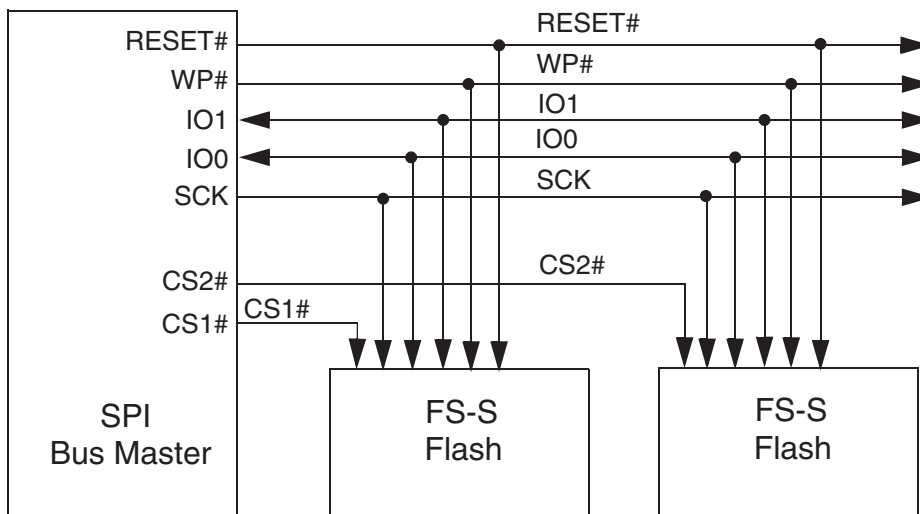 RESET#
RESET#
WP#
WP#
IO1
IO1
IO0
IO0
SCK
SCK
CS2#
CS2#
CS1#
CS1#
SPI
Bus Master
FS-S
Flash
FS-S
Flash